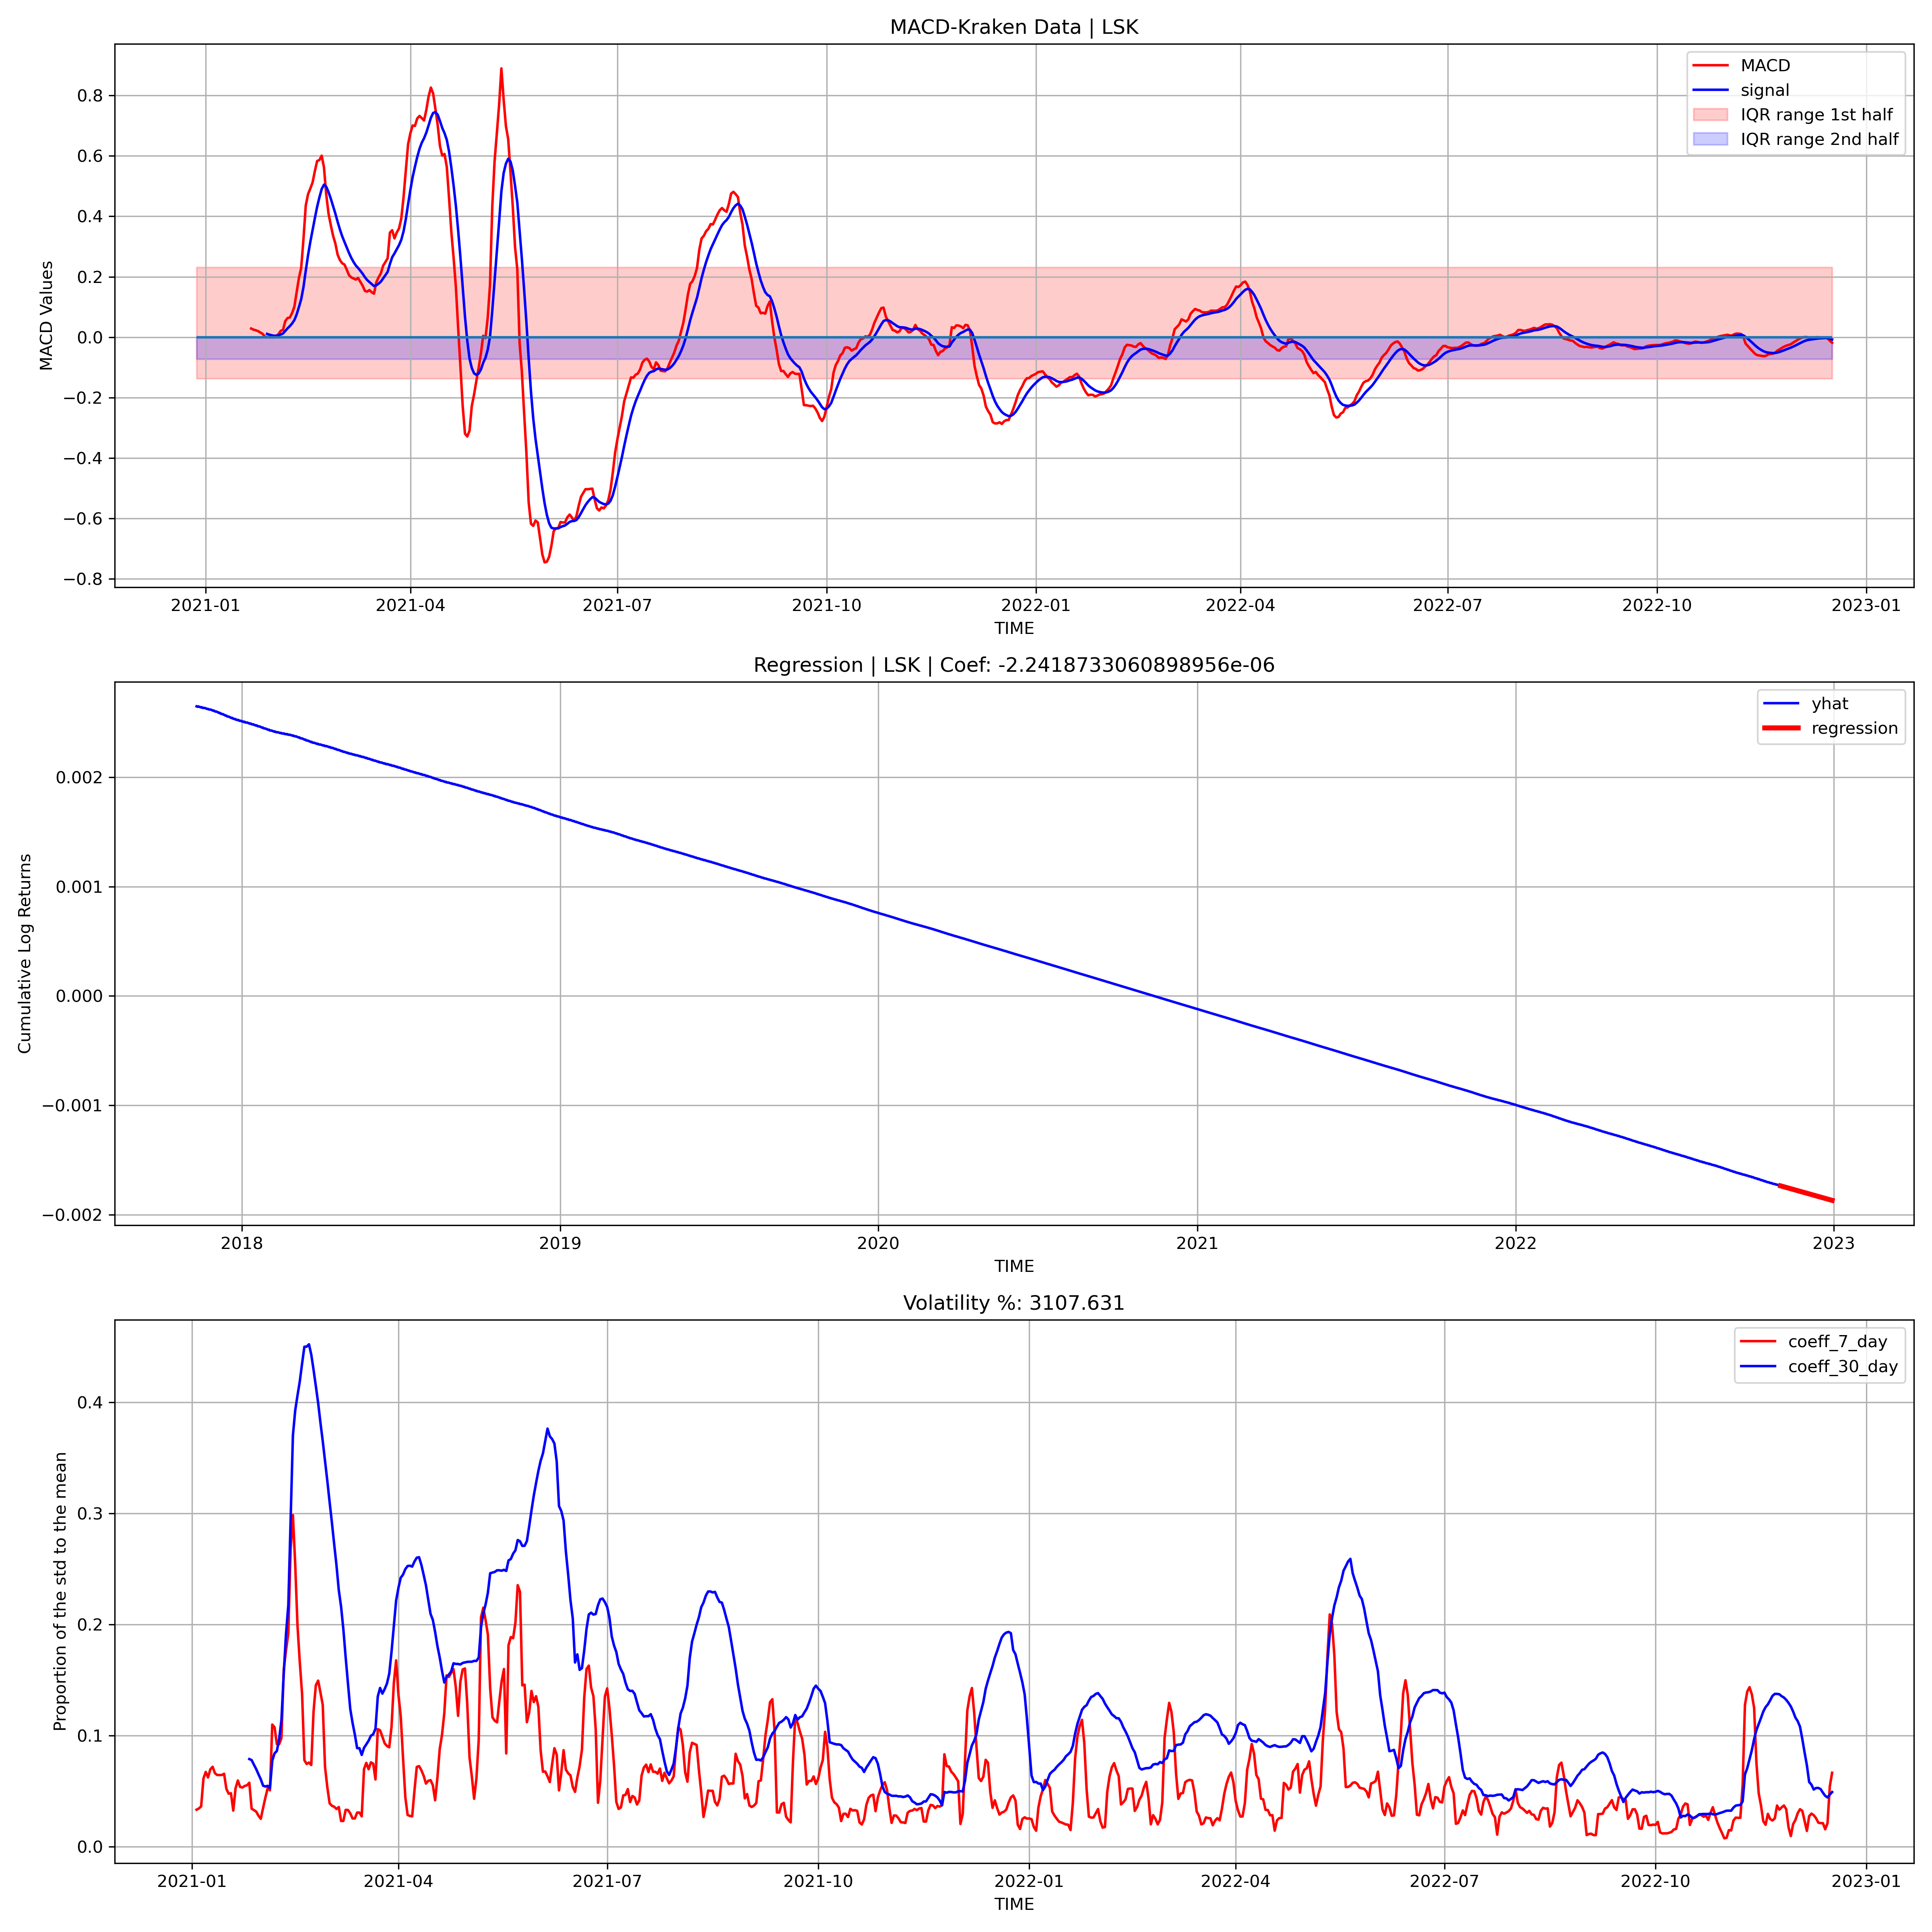 MACD-Kraken Data | LSK
MACD
signal
IQR range 1st half
IQR range 2nd half
MACD Values
0.8
0.6
0.4
0.2
0.0
−0.2
−0.4
−0.6
−0.8
2021-01 2021-04 2021-07 2021-10 2022-01 2022-04 2022-07 2022-10 2023-01
TIME
Regression | LSK | Coef: -2.2418733060898956e-06
yhat
regression
Cumulative Log Returns
0.002
0.001
0.000
−0.001
−0.002
2018 2019 2020 2021 2022 2023
TIME
Volatility %: 3107.631
coeff_7_day
coeff_30_day
Proportion of the std to the mean
0.4
0.3
0.2
0.1
0.0
2021-01 2021-04 2021-07 2021-10 2022-01 2022-04 2022-07 2022-10 2023-01
TIME